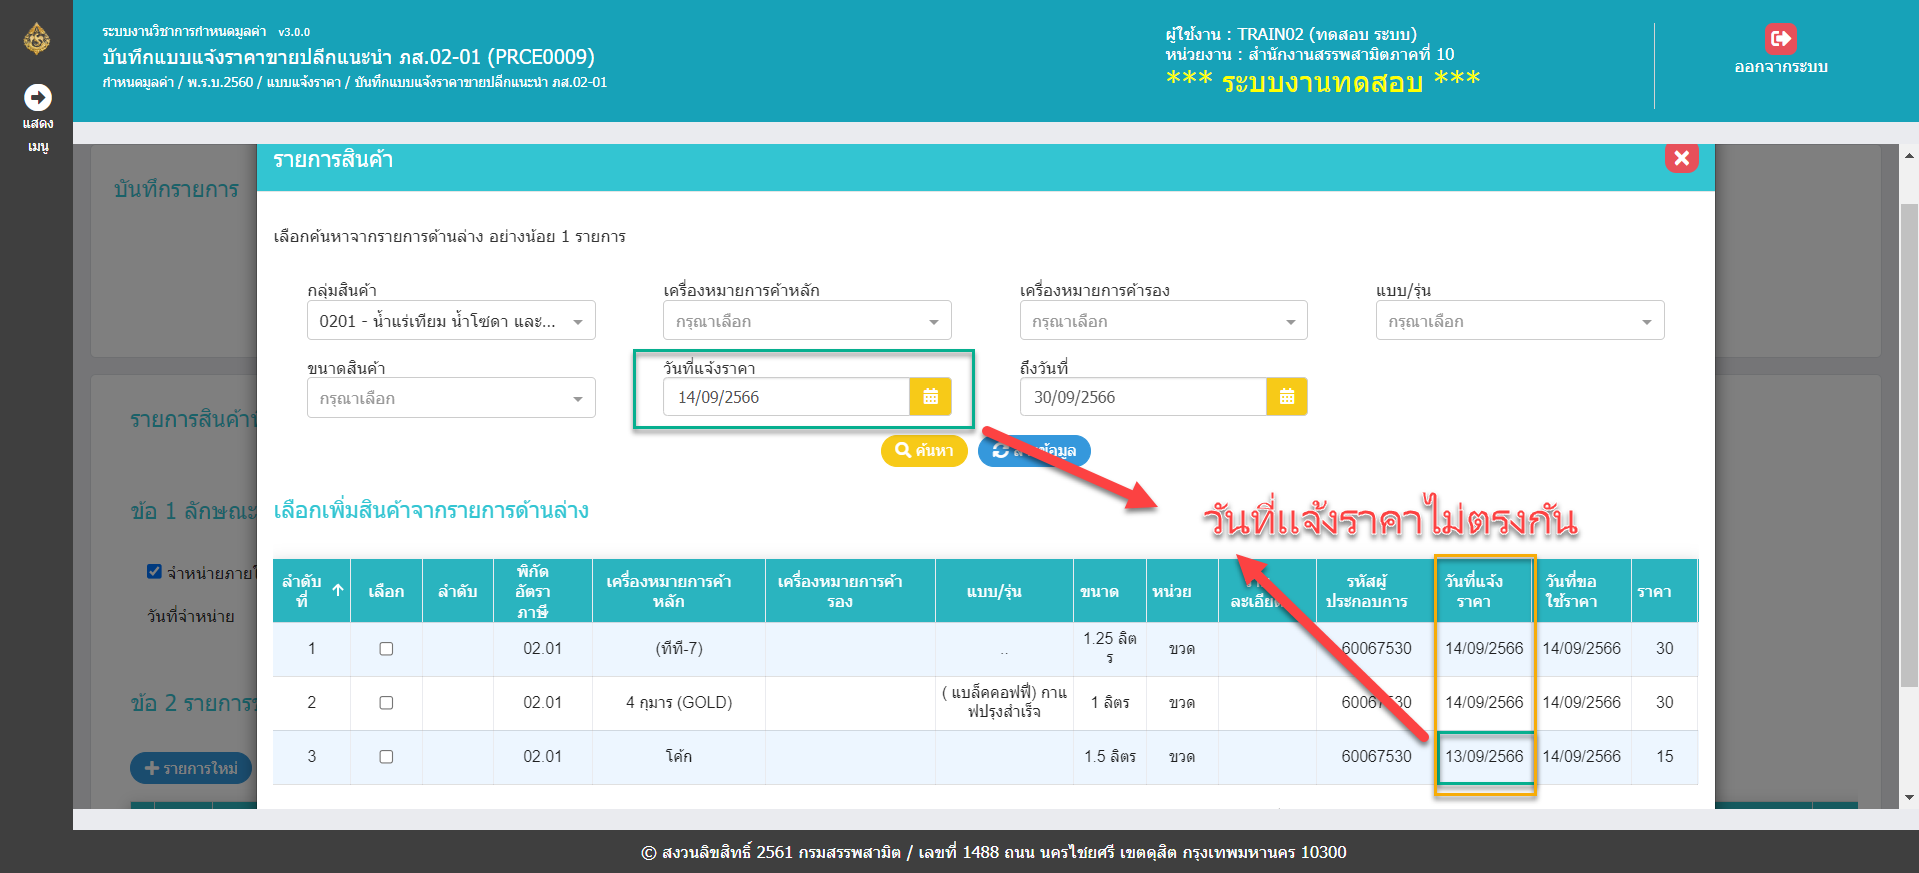 ระบบงานวิชาการกำหนดมูลค่า v3.0.0
บันทึกแบบแจ้งราคาขายปลีกแนะนำ ภส.02-01 (PRCE0009)
กำหนดมูลค่า / พ.ร.บ.2560 / แบบแจ้งราคา / บันทึกแบบแจ้งราคาขายปลีกแนะนำ ภส.02-01
ผู้ใช้งาน : TRAIN02 (ทดสอบ ระบบ)
หน่วยงาน : สำนักงานสรรพสามิตภาคที่ 10
*** ระบบงานทดสอบ ***
ออกจากระบบ
แสดง
เมนู
บันทึกรายการ
รายการสินค้า
เลือกค้นหาจากรายการด้านล่าง อย่างน้อย 1 รายการ
กลุ่มสินค้า เครื่องหมายการค้าหลัก เครื่องหมายการค้ารอง แบบ/รุ่น
0201 - น้ำแร่เทียม น้ำโซดา และ... กรุณาเลือก กรุณาเลือก กรุณาเลือก
ขนาดสินค้า วันที่แจ้งราคา ถึงวันที่
กรุณาเลือก 14/09/2566 30/09/2566
ค้นหา ข้อมูล
รายการสินค้า
ข้อ 1 ลักษณะ
จำหน่ายภาย
วันที่จำหน่าย
ข้อ 2 รายการ
รายการใหม่
เลือกเพิ่มสินค้าจากรายการด้านล่าง
วันที่แจ้งราคาไม่ตรงกัน
ลำดับที่ เลือก ลำดับ พิกัดอัตราภาษี เครื่องหมายการค้าหลัก เครื่องหมายการค้ารอง แบบ/รุ่น ขนาด หน่วย ละเอียด รหัสผู้ประกอบการ วันที่แจ้งราคา วันที่ขอใช้ราคา ราคา
1 02.01 (ทีที-7) .. 1.25 ลิตร ขวด 60067530 14/09/2566 14/09/2566 30
2 02.01 4 กุมาร (GOLD) ( แบล็คคอฟฟี่) กาแฟปรุงสำเร็จ 1 ลิตร ขวด 60067530 14/09/2566 14/09/2566 30
3 02.01 โค้ก 1.5 ลิตร ขวด 60067530 13/09/2566 14/09/2566 15
© สงวนลิขสิทธิ์ 2561 กรมสรรพสามิต / เลขที่ 1488 ถนน นครไชยศรี เขตดุสิต กรุงเทพมหานคร 10300